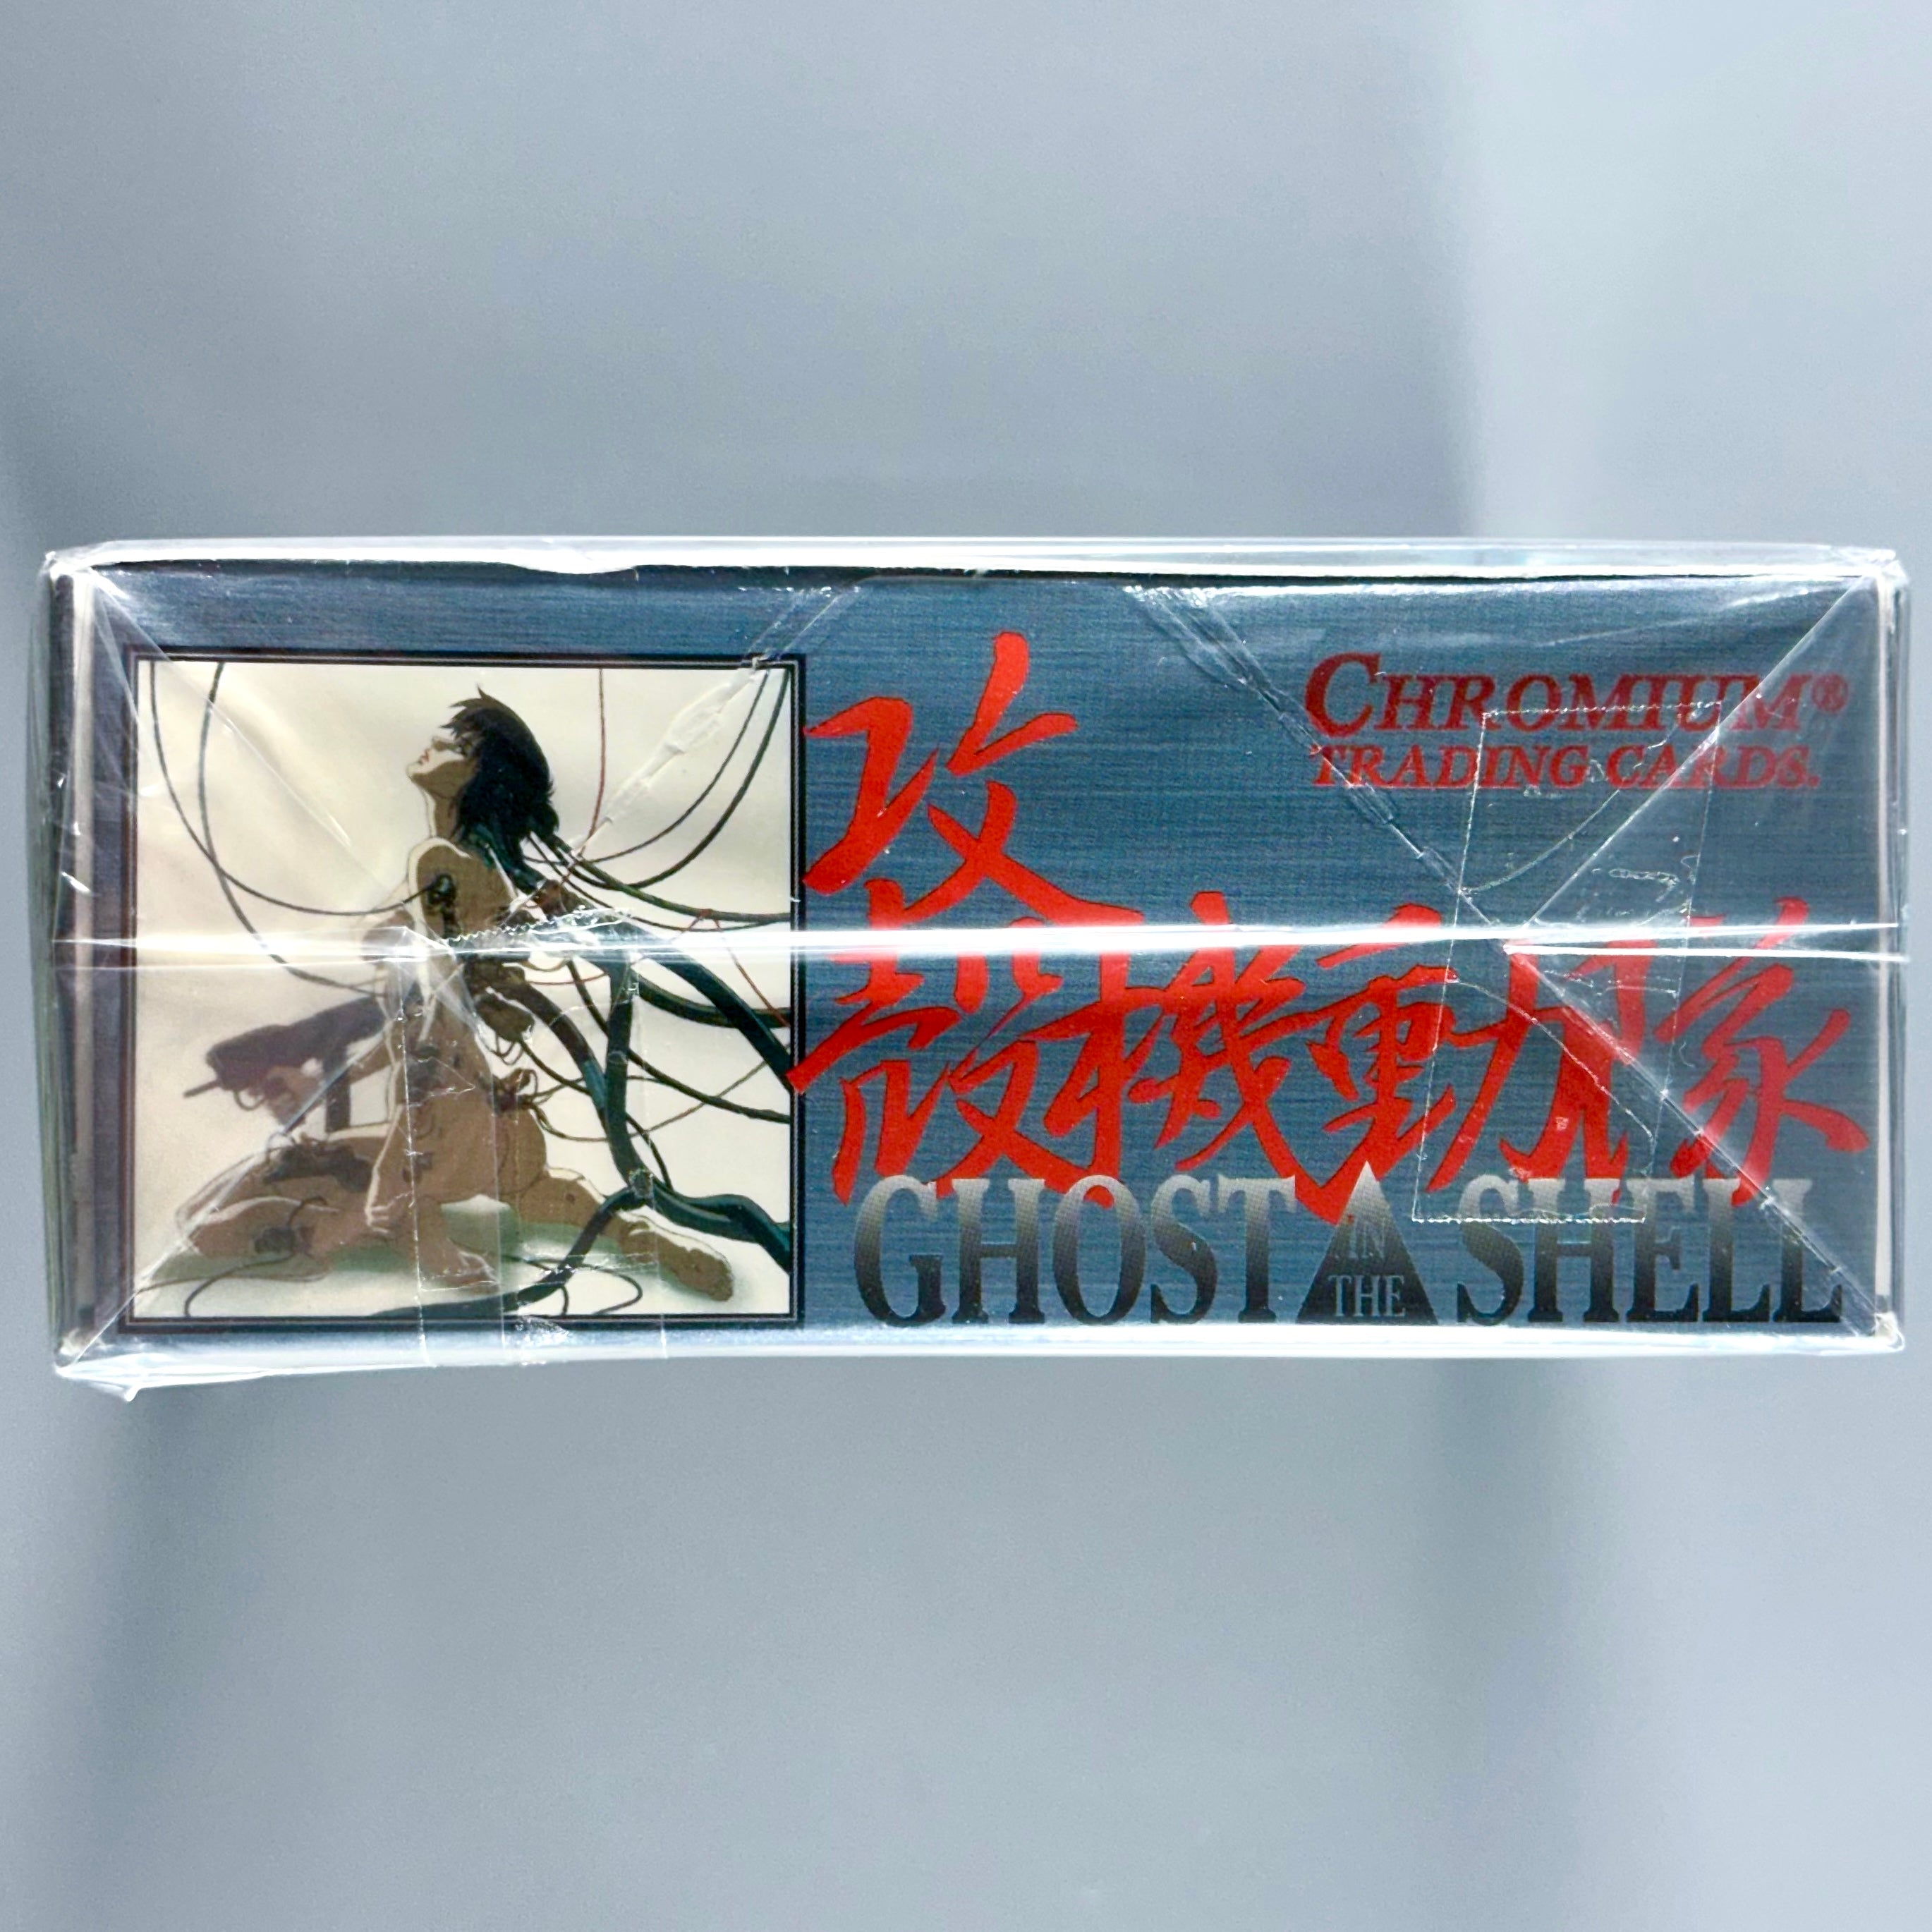 CHROMIUM®
TRADING CARDS.
攻
殻機動隊
GHOST IN THE SHELL